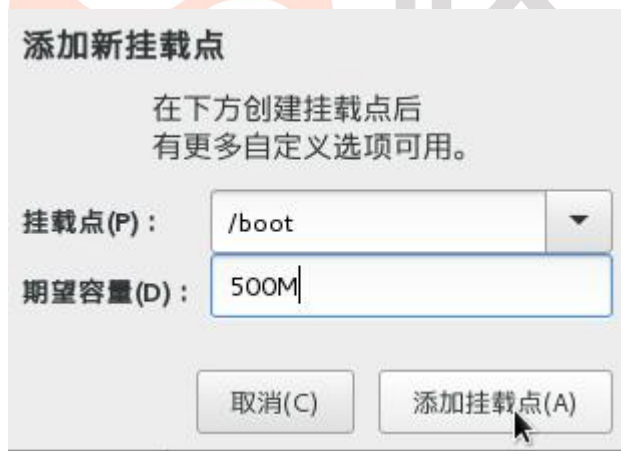 添加新挂载点
在下方创建挂载点后
有更多自定义选项可用。
挂载点(P)： /boot
期望容量(D)： 500M
取消(C) 添加挂载点(A)